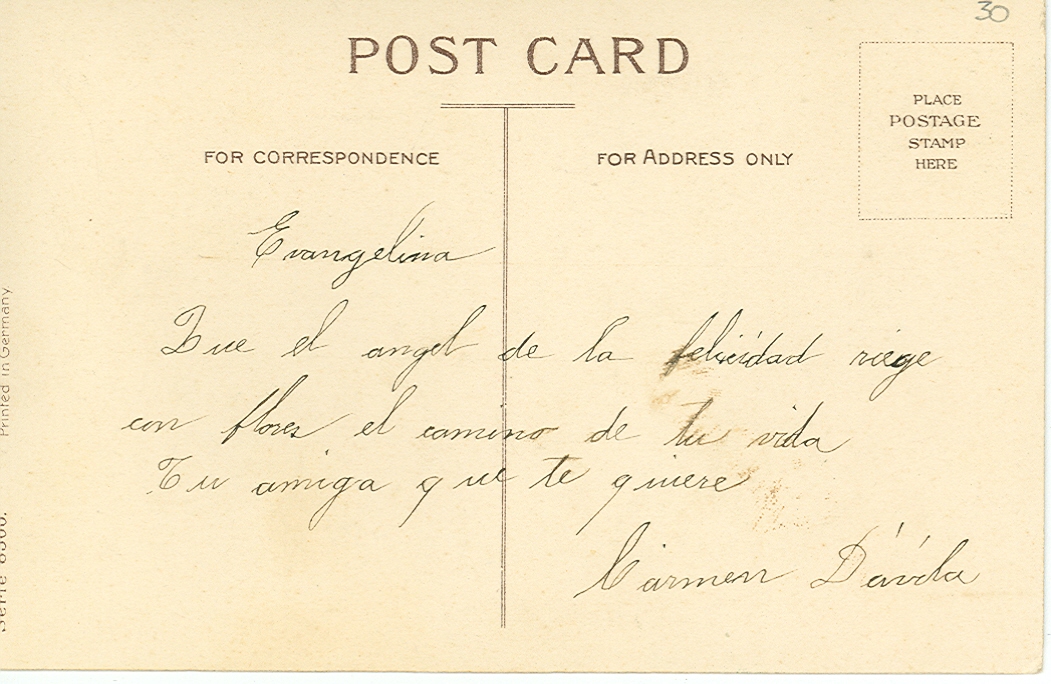 30
POST CARD
PLACE
POSTAGE
STAMP
HERE
FOR CORRESPONDENCE
FOR ADDRESS ONLY
Evangelina
Que el angel de la felicidad riege
con flores el camino de tu vida
Tu amiga que te quiere
Carmen Dávila
Printed in Germany
Serie